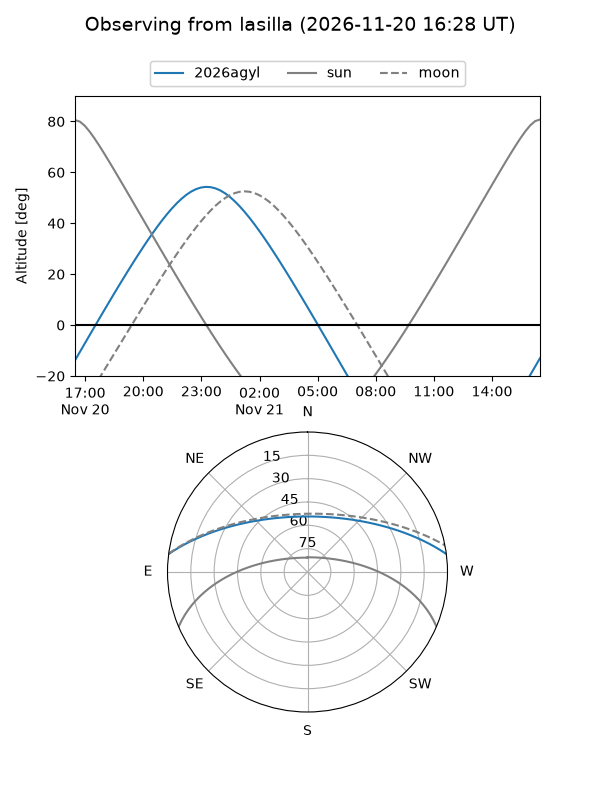 Observing from lasilla (2026-11-20 16:28 UT)
2026agyl sun moon
Altitude [deg]
80
60
40
20
0
−20
17:00 20:00 23:00 02:00 05:00 08:00 11:00 14:00
Nov 20 Nov 21
N
NE NW
15
30
45
60
75
E W
SE SW
S